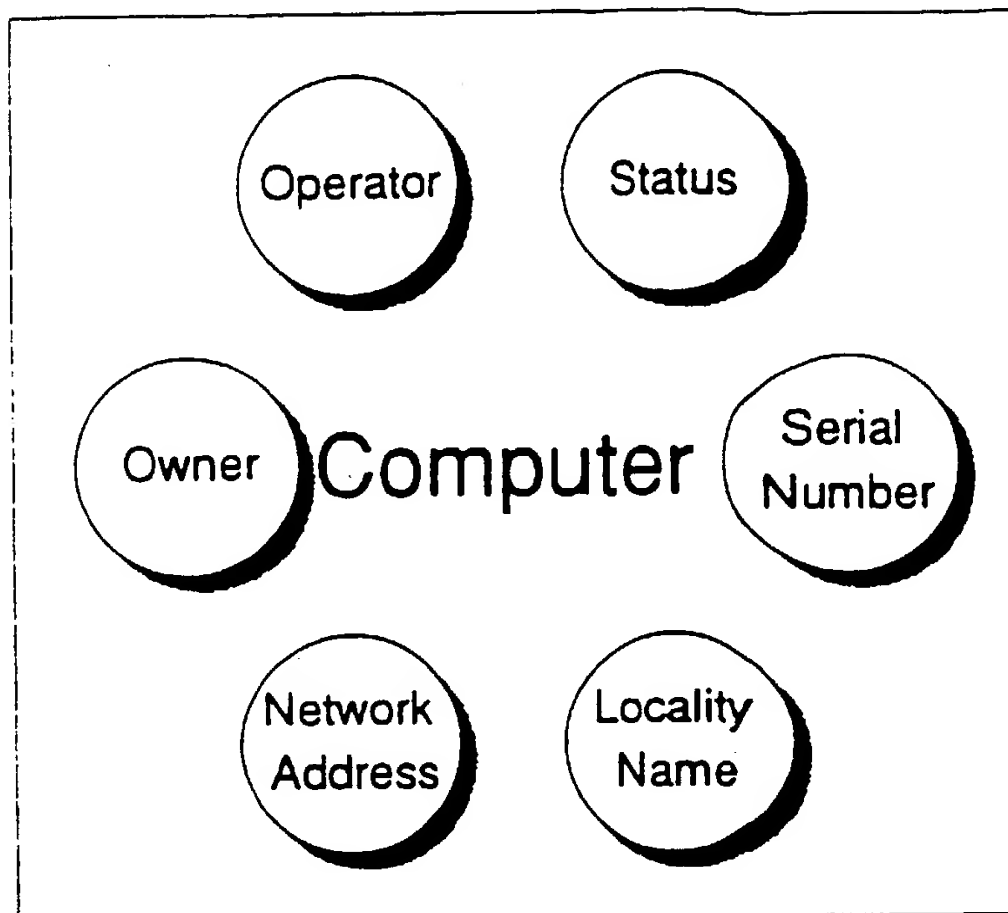 Operator
Status
Owner
Computer
Serial
Number
Network
Address
Locality
Name